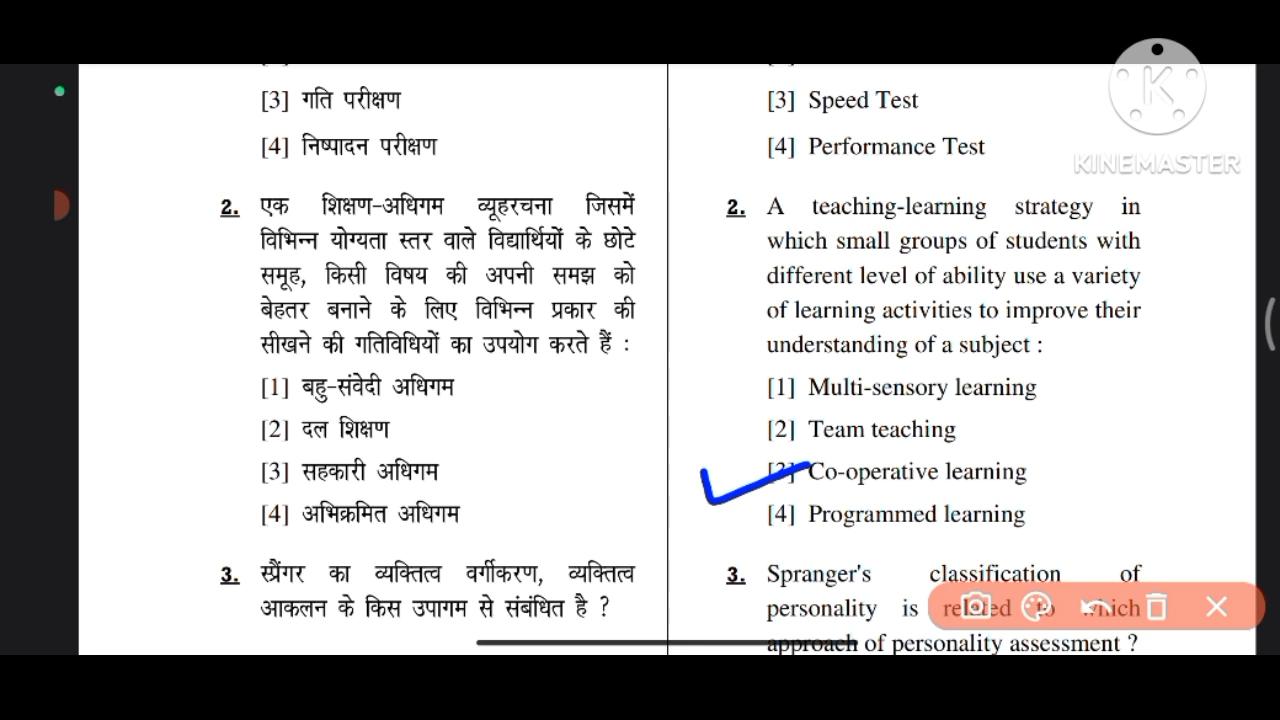 [3] गति परीक्षण
[4] निष्पादन परीक्षण
2. एक शिक्षण-अधिगम व्यूहरचना जिसमें
विभिन्न योग्यता स्तर वाले विद्यार्थियों के छोटे
समूह, किसी विषय की अपनी समझ को
बेहतर बनाने के लिए विभिन्न प्रकार की
सीखने की गतिविधियों का उपयोग करते हैं :
[1] बहु-संवेदी अधिगम
[2] दल शिक्षण
[3] सहकारी अधिगम
[4] अभिक्रमित अधिगम
3. स्प्रैंगर का व्यक्तित्व वर्गीकरण, व्यक्तित्व
आकलन के किस उपागम से संबंधित है ?
[3] Speed Test
[4] Performance Test
2. A teaching-learning strategy in
which small groups of students with
different level of ability use a variety
of learning activities to improve their
understanding of a subject :
[1] Multi-sensory learning
[2] Team teaching
[3] Co-operative learning
[4] Programmed learning
3. Spranger's classification of
personality is related to which
approach of personality assessment ?
K
KINEMASTER